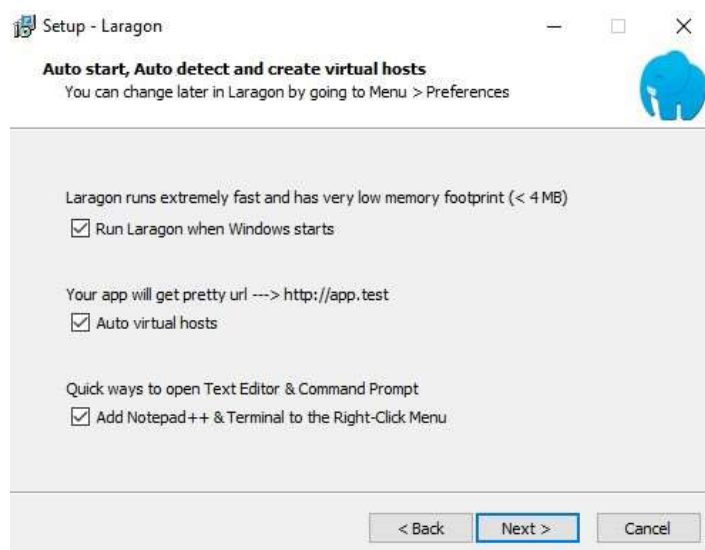 Setup - Laragon
Auto start, Auto detect and create virtual hosts
You can change later in Laragon by going to Menu > Preferences
Laragon runs extremely fast and has very low memory footprint (< 4 MB)
Run Laragon when Windows starts
Your app will get pretty url ---> http://app.test
Auto virtual hosts
Quick ways to open Text Editor & Command Prompt
Add Notepad++ & Terminal to the Right-Click Menu
< Back Next > Cancel